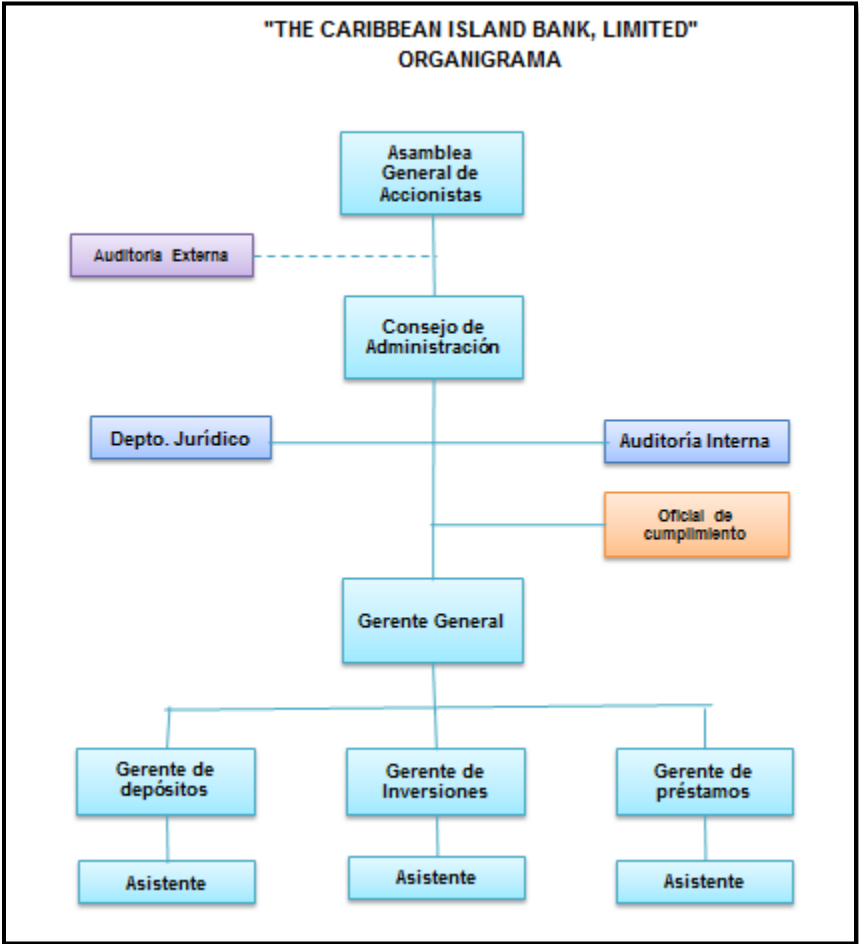 "THE CARIBBEAN ISLAND BANK, LIMITED"
ORGANIGRAMA
Asamblea
General de
Accionistas
Auditoria Externa
Consejo de
Administración
Depto. Jurídico
Auditoría Interna
Oficial de
cumplimiento
Gerente General
Gerente de
depósitos
Gerente de
Inversiones
Gerente de
préstamos
Asistente
Asistente
Asistente